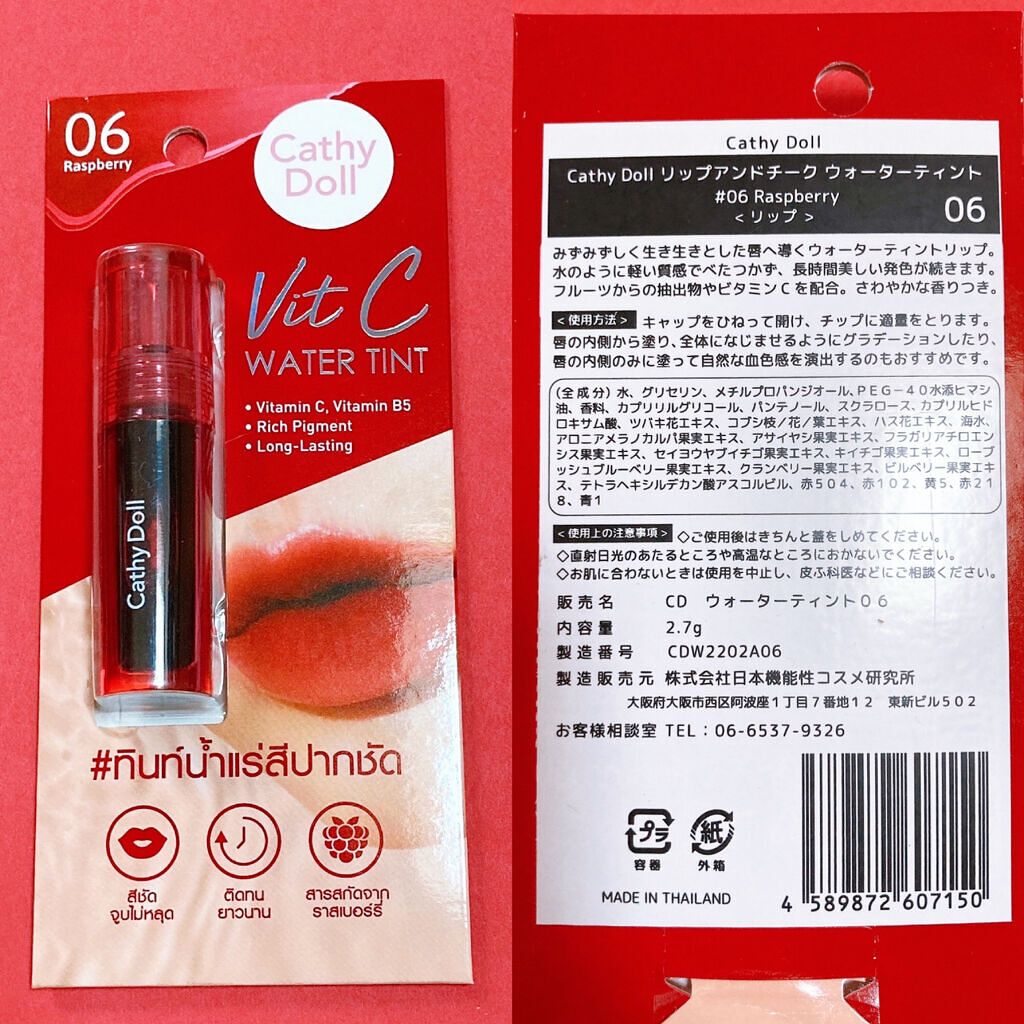 06
Raspberry
Cathy
Doll
Vit C
WATER TINT
• Vitamin C, Vitamin B5
• Rich Pigment
• Long-Lasting
Cathy Doll
#ทินท์น้ำแร่สีปากชัด
สีชัด
จูบไม่หลุด
ติดทน
ยาวนาน
สารสกัดจาก
ราสเบอร์รี่
Cathy Doll
Cathy Doll リップアンドチーク ウォーターティント
#06 Raspberry
<リップ>
06
みずみずしく生き生きとした唇へ導くウォーターティントリップ。
水のように軽い質感でべたつかず、長時間美しい発色が続きます。
フルーツからの抽出物やビタミンCを配合。さわやかな香りつき。
<使用方法> キャップをひねって開け、チップに適量をとります。
唇の内側から塗り、全体になじませるようにグラデーションしたり、
唇の内側のみに塗って自然な血色感を演出するのもおすすめです。
(全成分)水、グリセリン、メチルプロパンジオール、PEG-40水添ヒマシ
油、香料、カプリリルグリコール、パンテノール、スクラロース、カプリルヒド
ロキサム酸、ツバキ花エキス、コブシ枝/花/葉エキス、ハス花エキス、海水、
アロニアメラノカルパ果実エキス、アサイヤシ果実エキス、フラガリアチロエン
シス果実エキス、セイヨウヤブイチゴ果実エキス、キイチゴ果実エキス、ローブ
ッシュブルーベリー果実エキス、クランベリー果実エキス、ビルベリー果実エキ
ス、テトラヘキシルデカン酸アスコルビル、赤504、赤102、黄5、赤21
8、青1
<使用上の注意事項> ◇ご使用後はきちんと蓋をしめてください。
◇直射日光のあたるところや高温なところにおかないでください。
◇お肌に合わないときは使用を中止し、皮ふ科医などにご相談ください。
販売名 CD ウォーターティント06
内容量 2.7g
製造番号 CDW2202A06
製造販売元 株式会社日本機能性コスメ研究所
大阪府大阪市西区阿波座1丁目7番地12 東新ビル502
お客様相談室 TEL:06-6537-9326
プラ
容器
紙
外箱
MADE IN THAILAND
4 589872 607150